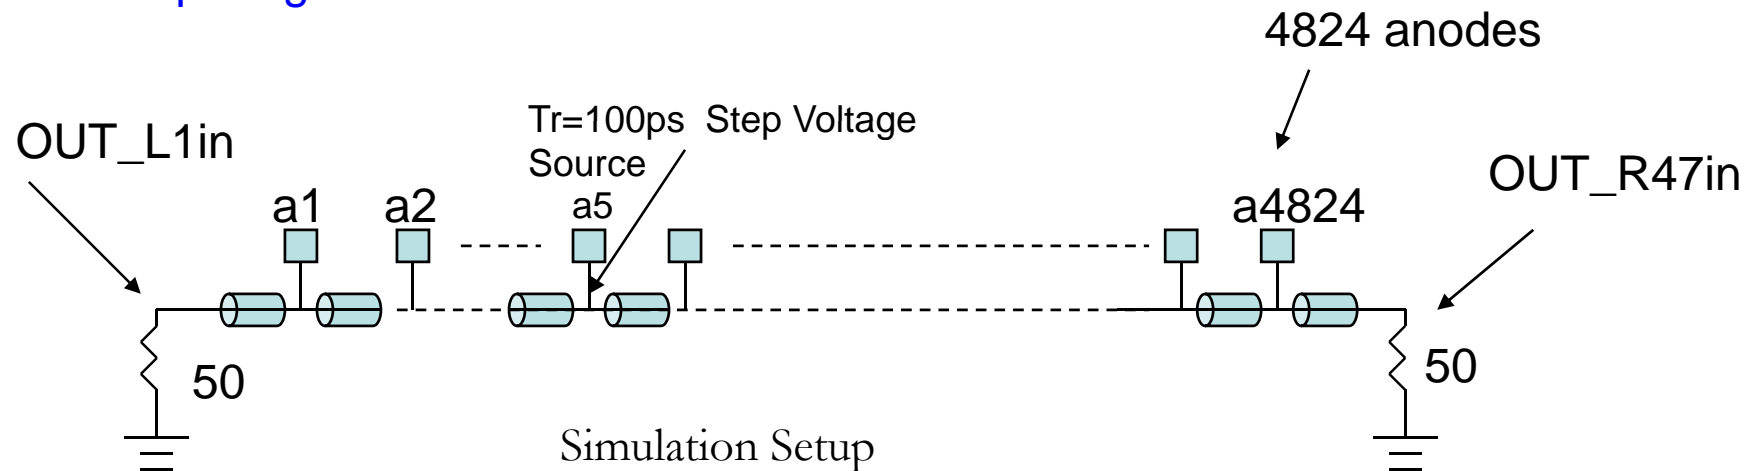 4824 anodes
Tr=100ps Step Voltage
Source
OUT_L1in
OUT_R47in
a1
a2
a5
a4824
50
50
Simulation Setup